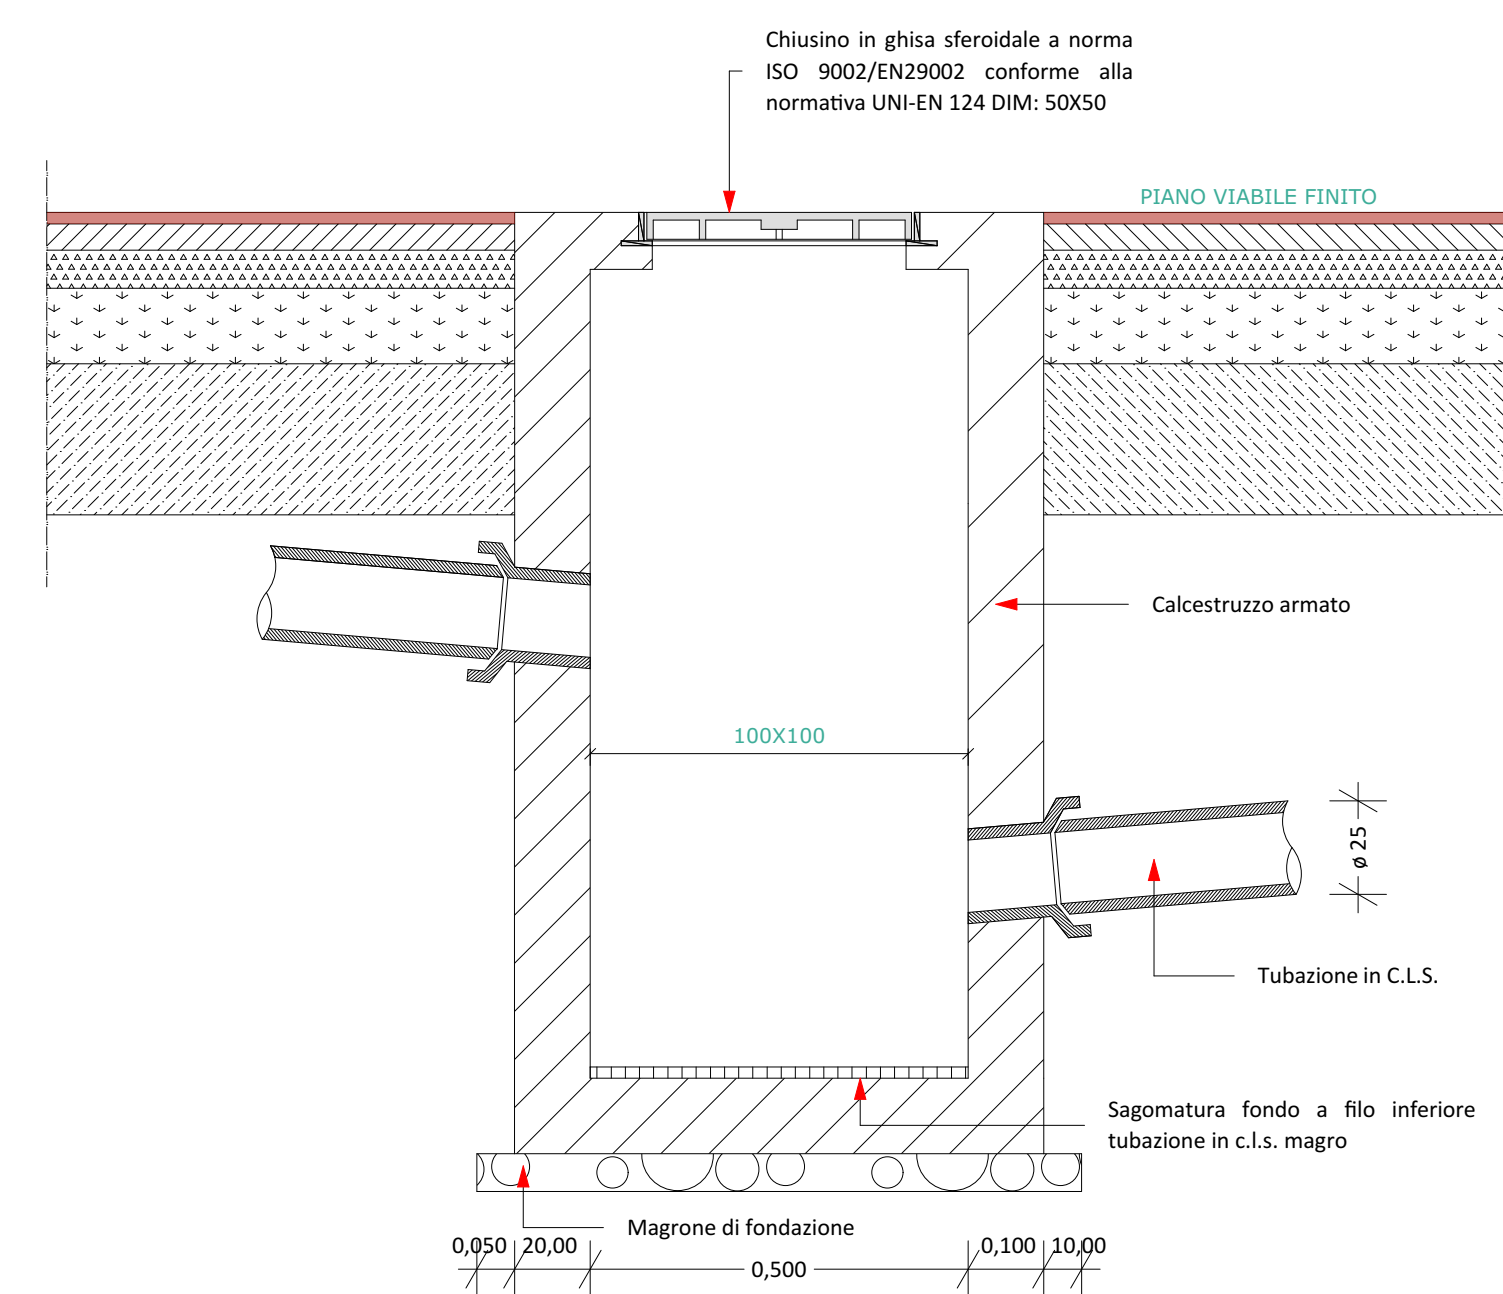 Chiusino in ghisa sferoidale a norma
ISO 9002/EN29002 conforme alla
normativa UNI-EN 124 DIM: 50X50
PIANO VIABILE FINITO
Calcestruzzo armato
100X100
ø 25
Tubazione in C.L.S.
Sagomatura fondo a filo inferiore
tubazione in c.l.s. magro
Magrone di fondazione
0,050 20,00 0,500 0,100 10,00